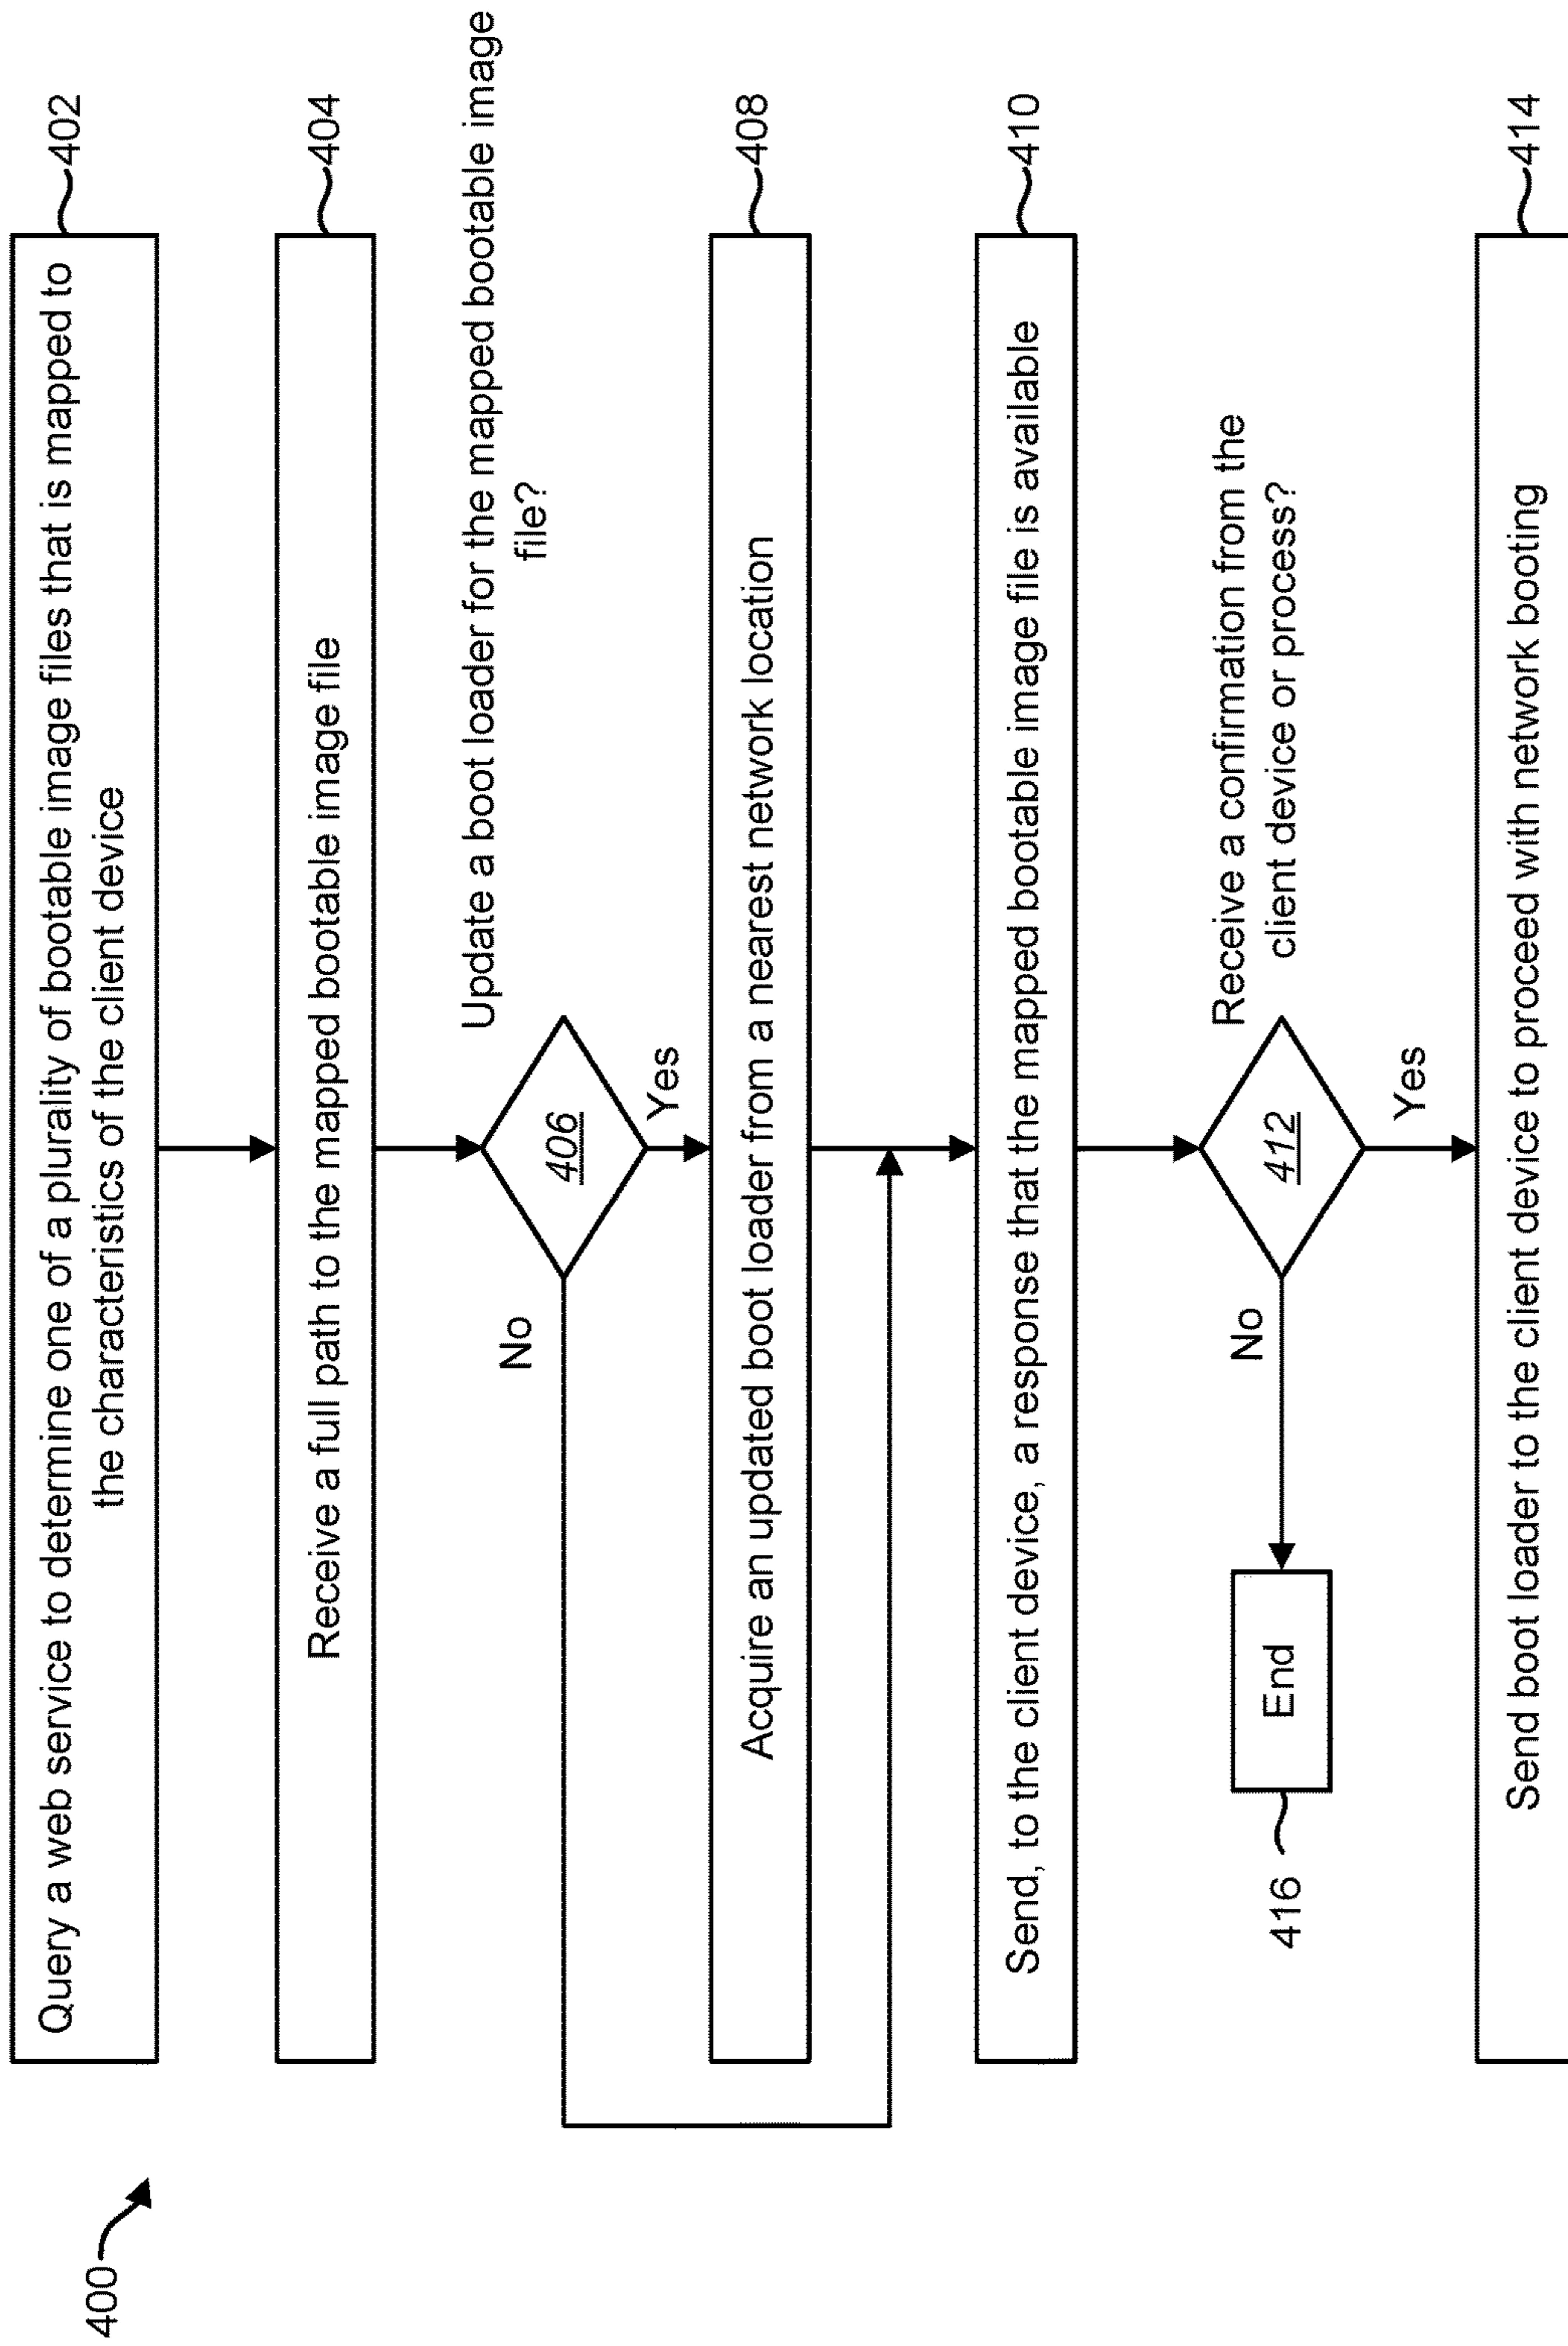 400
Query a web service to determine one of a plurality of bootable image files that is mapped to
the characteristics of the client device
402
Receive a full path to the mapped bootable image file
404
Update a boot loader for the mapped bootable image
file?
406
No
Yes
Acquire an updated boot loader from a nearest network location
408
Send, to the client device, a response that the mapped bootable image file is available
410
Receive a confirmation from the
client device or process?
412
No
Yes
End
416
Send boot loader to the client device to proceed with network booting
414